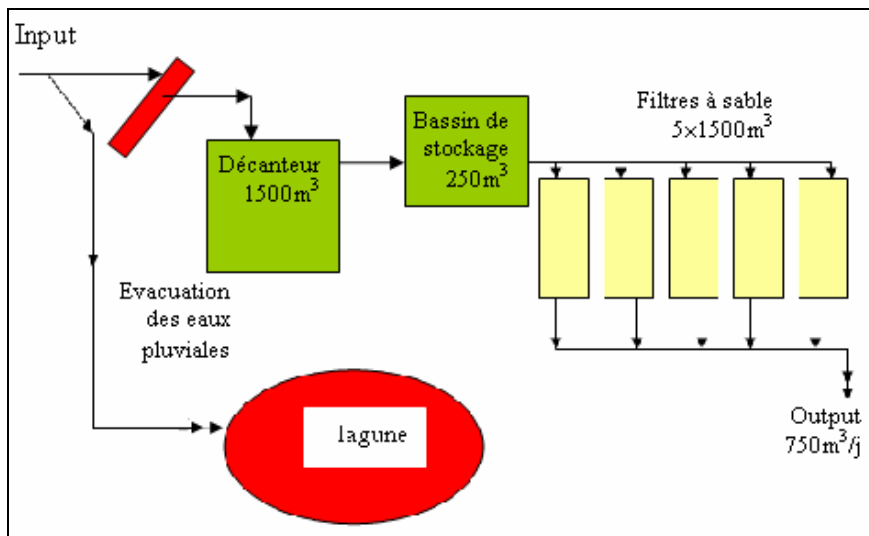 Input
Filtres à sable
5×1500m³
Bassin de
stockage
250m³
Décanteur
1500m³
Evacuation
des eaux
pluviales
lagune
Output
750m³/j